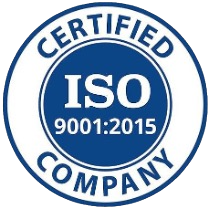 CERTIFIED
ISO
9001:2015
COMPANY